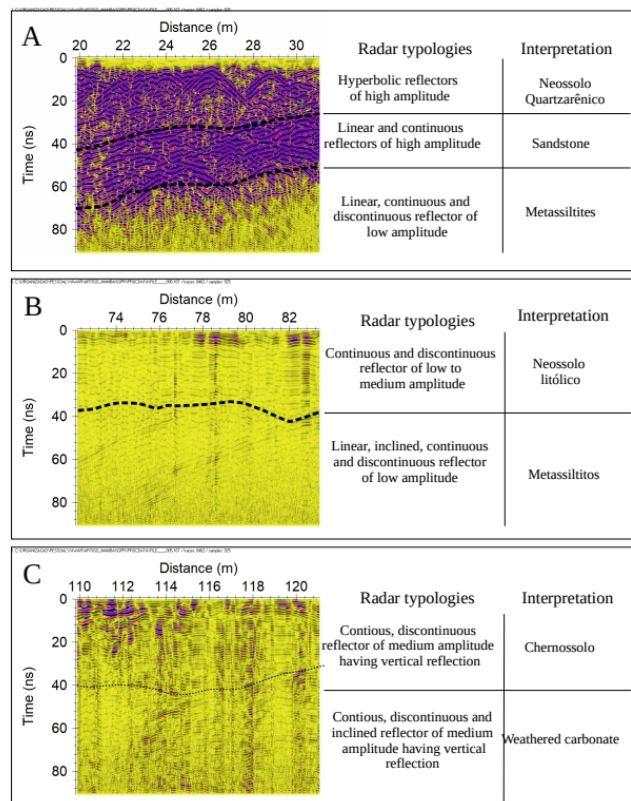 A
Distance (m)
20 22 24 26 28 30
Time (ns)
0
20
40
60
80
Radar typologies
Interpretation
Hyperbolic reflectors
of high amplitude
Neossolo
Quartzarênico
Linear and continuous
reflectors of high amplitude
Sandstone
Linear, continuous and
discontinuous reflector of
low amplitude
Metassiltites
B
Distance (m)
74 76 78 80 82
Time (ns)
0
20
40
60
80
Radar typologies
Interpretation
Continuous and discontinuous
reflector of low to
medium amplitude
Neossolo
litólico
Linear, inclined, continuous
and discontinuous reflector
of low amplitude
Metassiltitos
C
Distance (m)
110 112 114 116 118 120
Time (ns)
0
20
40
60
80
Radar typologies
Interpretation
Contious, discontinuous
reflector of medium amplitude
having vertical reflection
Chernossolo
Contious, discontinuous and
inclined reflector of medium
amplitude having vertical
reflection
Weathered carbonate